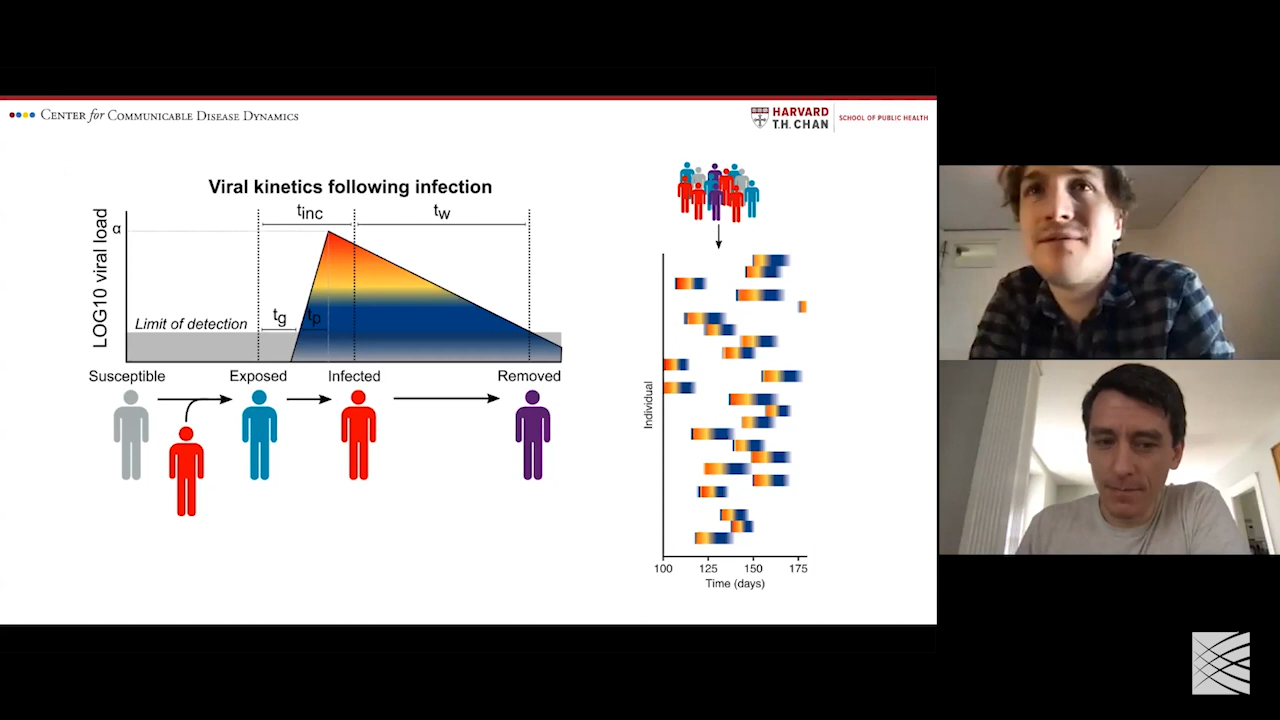 CENTER for COMMUNICABLE DISEASE DYNAMICS
HARVARD
T.H. CHAN
SCHOOL OF PUBLIC HEALTH
Viral kinetics following infection
tinc
tw
α
LOG10 viral load
Limit of detection
tg
tp
Susceptible
Exposed
Infected
Removed
Individual
100
125
150
175
Time (days)